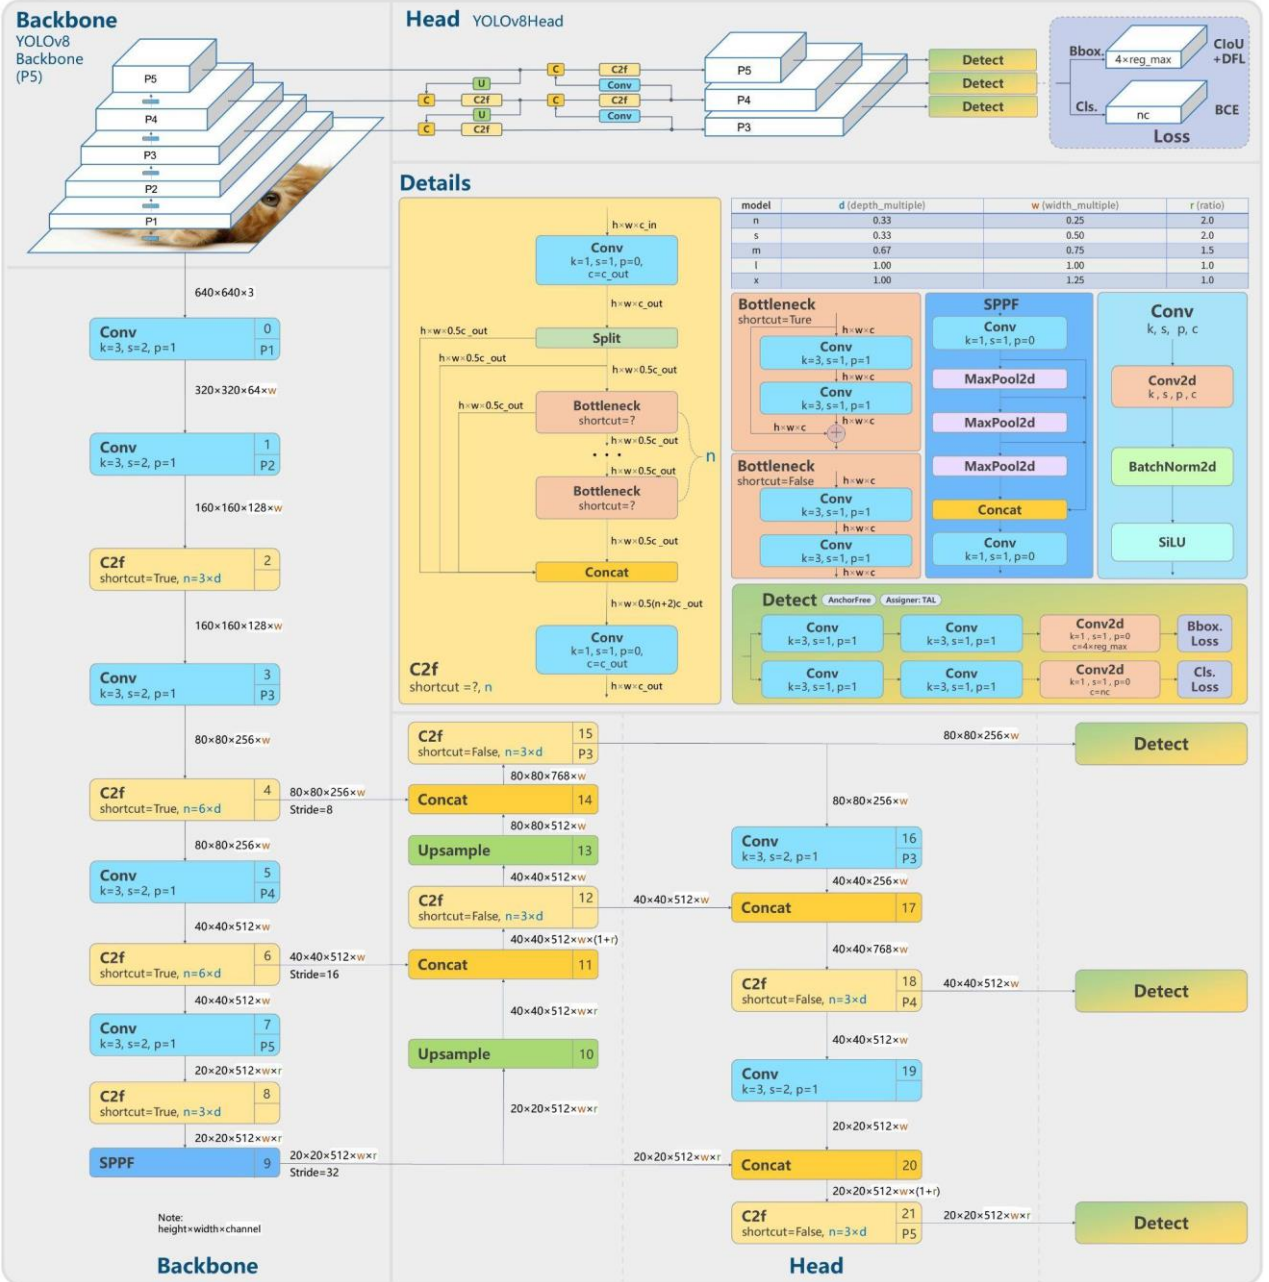 Backbone
YOLOv8
Backbone
(P5)
P5
P4
P3
P2
P1
Head YOLOv8Head
C C2f
U Conv
C C2f C C2f
U Conv
C C2f
P5
P4
P3
Detect
Detect
Detect
Bbox.
4×reg_max
CIoU
+DFL
Cls.
nc
BCE
Loss
Details
h×w×c_in
Conv
k=1, s=1, p=0,
c=c_out
h×w×c_out
h×w×0.5c_out
Split
h×w×0.5c_out
h×w×0.5c_out
h×w×0.5c_out
Bottleneck
shortcut=?
h×w×0.5c_out
• • •
n
h×w×0.5c_out
Bottleneck
shortcut=?
h×w×0.5c_out
Concat
h×w×0.5(n+2)c_out
Conv
k=1, s=1, p=0,
c=c_out
C2f
shortcut =?, n
h×w×c_out
model d (depth_multiple) w (width_multiple) r (ratio)
n 0.33 0.25 2.0
s 0.33 0.50 2.0
m 0.67 0.75 1.5
l 1.00 1.00 1.0
x 1.00 1.25 1.0
Bottleneck
shortcut=Ture
h×w×c
Conv
k=3, s=1, p=1
h×w×c
Conv
k=3, s=1, p=1
h×w×c
h×w×c
+
Bottleneck
shortcut=False
h×w×c
Conv
k=3, s=1, p=1
h×w×c
Conv
k=3, s=1, p=1
h×w×c
SPPF
Conv
k=1, s=1, p=0
MaxPool2d
MaxPool2d
MaxPool2d
Concat
Conv
k=1, s=1, p=0
Conv
k, s, p, c
Conv2d
k , s , p , c
BatchNorm2d
SiLU
Detect AnchorFree Assigner: TAL
Conv
k=3, s=1, p=1
Conv
k=3, s=1, p=1
Conv2d
k=1 , s=1 , p=0
c=4×reg_max
Bbox.
Loss
Conv
k=3, s=1, p=1
Conv
k=3, s=1, p=1
Conv2d
k=1 , s=1 , p=0
c=nc
Cls.
Loss
640×640×3
Conv
k=3, s=2, p=1
0
P1
320×320×64×w
Conv
k=3, s=2, p=1
1
P2
160×160×128×w
C2f
shortcut=True, n=3×d
2
160×160×128×w
Conv
k=3, s=2, p=1
3
P3
80×80×256×w
C2f
shortcut=True, n=6×d
4
80×80×256×w
Stride=8
80×80×256×w
Conv
k=3, s=2, p=1
5
P4
40×40×512×w
C2f
shortcut=True, n=6×d
6
40×40×512×w
Stride=16
40×40×512×w
Conv
k=3, s=2, p=1
7
P5
20×20×512×w×r
C2f
shortcut=True, n=3×d
8
20×20×512×w×r
SPPF
9
20×20×512×w×r
Stride=32
Note:
height×width×channel
Backbone
C2f
shortcut=False, n=3×d
15
P3
80×80×768×w
Concat
14
80×80×512×w
Upsample
13
40×40×512×w
C2f
shortcut=False, n=3×d
12
40×40×512×w
40×40×512×w×(1+r)
Concat
11
40×40×512×w×r
Upsample
10
20×20×512×w×r
20×20×512×w×r
80×80×256×w
Detect
80×80×256×w
Conv
k=3, s=2, p=1
16
P3
40×40×256×w
Concat
17
40×40×768×w
C2f
shortcut=False, n=3×d
18
P4
40×40×512×w
Detect
40×40×512×w
Conv
k=3, s=2, p=1
19
20×20×512×w
Concat
20
20×20×512×w×(1+r)
C2f
shortcut=False, n=3×d
21
P5
20×20×512×w×r
Detect
Head